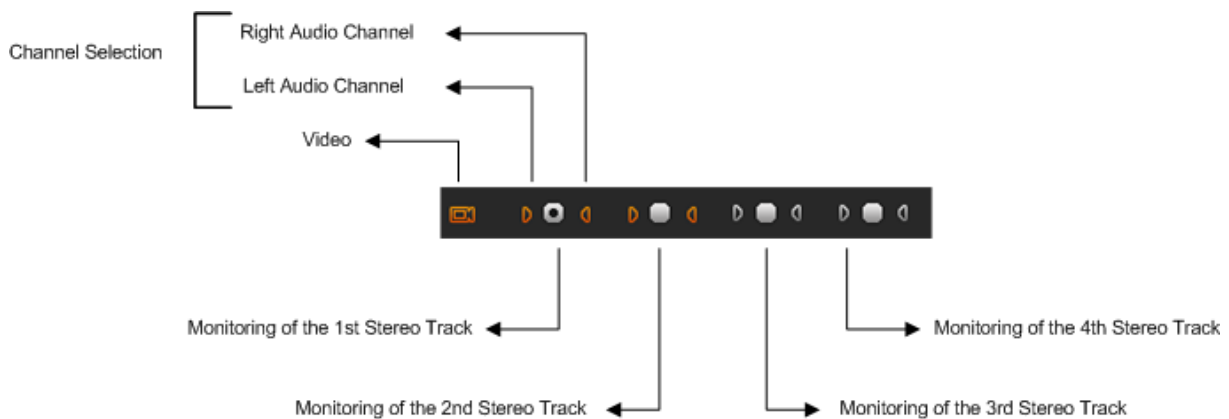 Right Audio Channel
Channel Selection
Left Audio Channel
Video
Monitoring of the 1st Stereo Track
Monitoring of the 4th Stereo Track
Monitoring of the 2nd Stereo Track
Monitoring of the 3rd Stereo Track